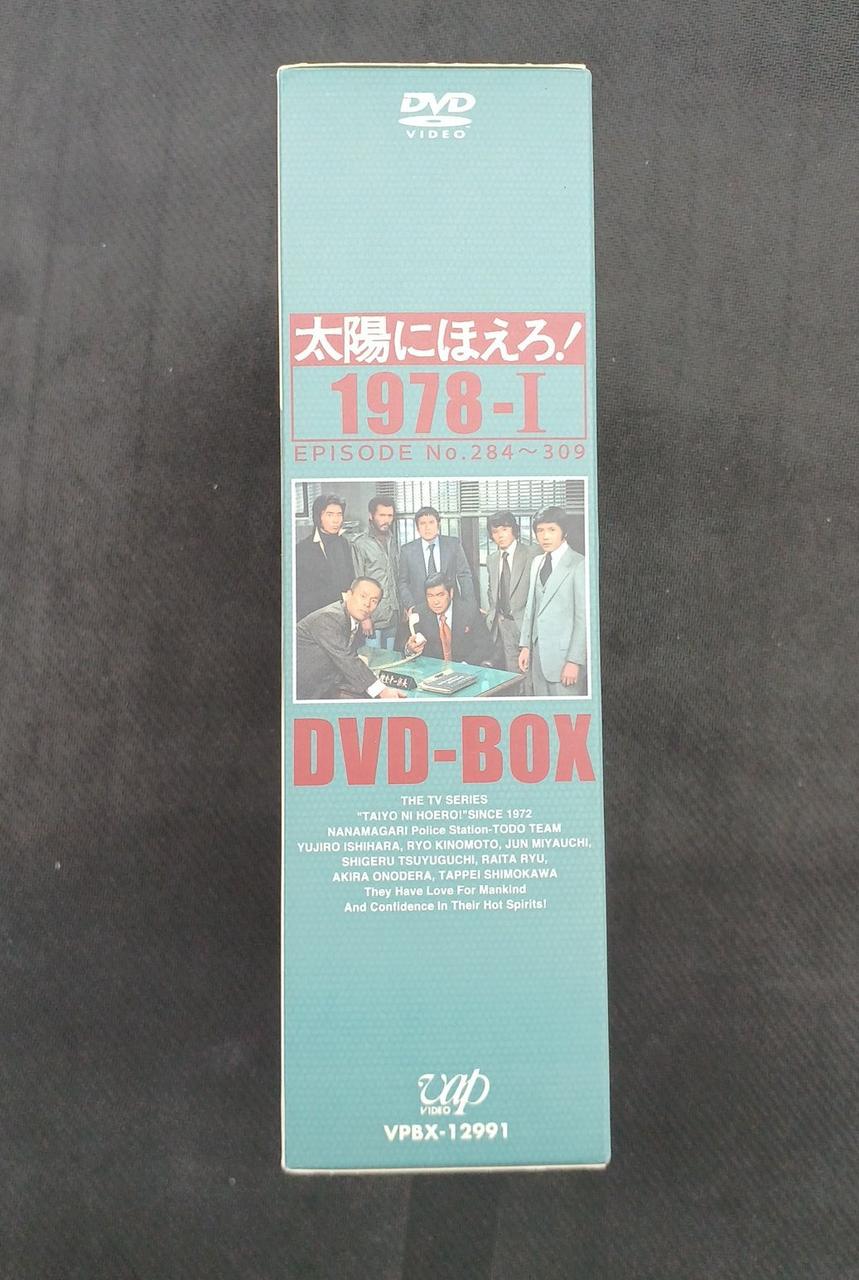 DVD
VIDEO
太陽にほえろ!
1978-I
EPISODE No.284〜309
DVD-BOX
THE TV SERIES
"TAIYO NI HOERO!"SINCE 1972
NANAMAGARI Police Station-TODO TEAM
YUJIRO ISHIHARA, RYO KINOMOTO, JUN MIYAUCHI,
SHIGERU TSUYUGUCHI, RAITA RYU,
AKIRA ONODERA, TAPPEI SHIMOKAWA
They Have Love For Mankind
And Confidence In Their Hot Spirits!
vap
VIDEO
VPBX-12991